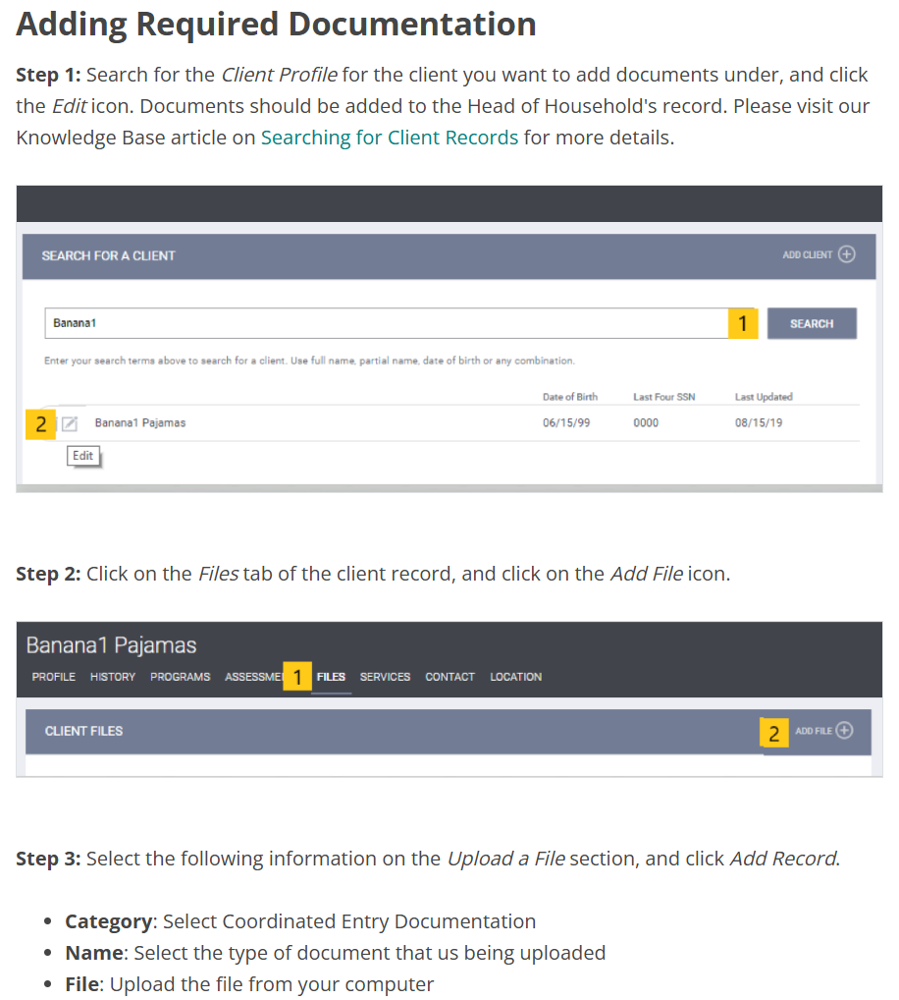 Adding Required Documentation
Step 1: Search for the Client Profile for the client you want to add documents under, and click
the Edit icon. Documents should be added to the Head of Household's record. Please visit our
Knowledge Base article on Searching for Client Records for more details.
SEARCH FOR A CLIENT ADD CLIENT
Banana1 1 SEARCH
Enter your search terms above to search for a client. Use full name, partial name, date of birth or any combination.
Date of Birth Last Four SSN Last Updated
2 Banana1 Pajamas 06/15/99 0000 08/15/19
Edit
Step 2: Click on the Files tab of the client record, and click on the Add File icon.
Banana1 Pajamas
PROFILE HISTORY PROGRAMS ASSESSME 1 FILES SERVICES CONTACT LOCATION
CLIENT FILES 2 ADD FILE
Step 3: Select the following information on the Upload a File section, and click Add Record.
• Category: Select Coordinated Entry Documentation
• Name: Select the type of document that us being uploaded
• File: Upload the file from your computer